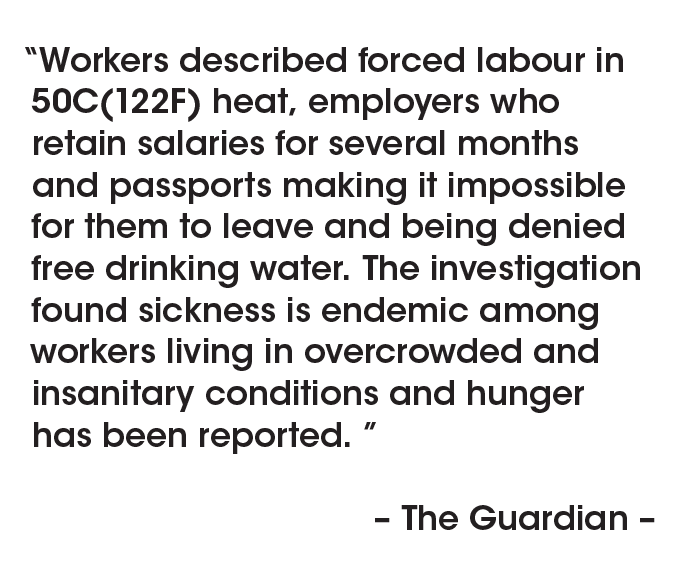 “Workers described forced labour in
50C(122F) heat, employers who
retain salaries for several months
and passports making it impossible
for them to leave and being denied
free drinking water. The investigation
found sickness is endemic among
workers living in overcrowded and
insanitary conditions and hunger
has been reported. ”
– The Guardian –